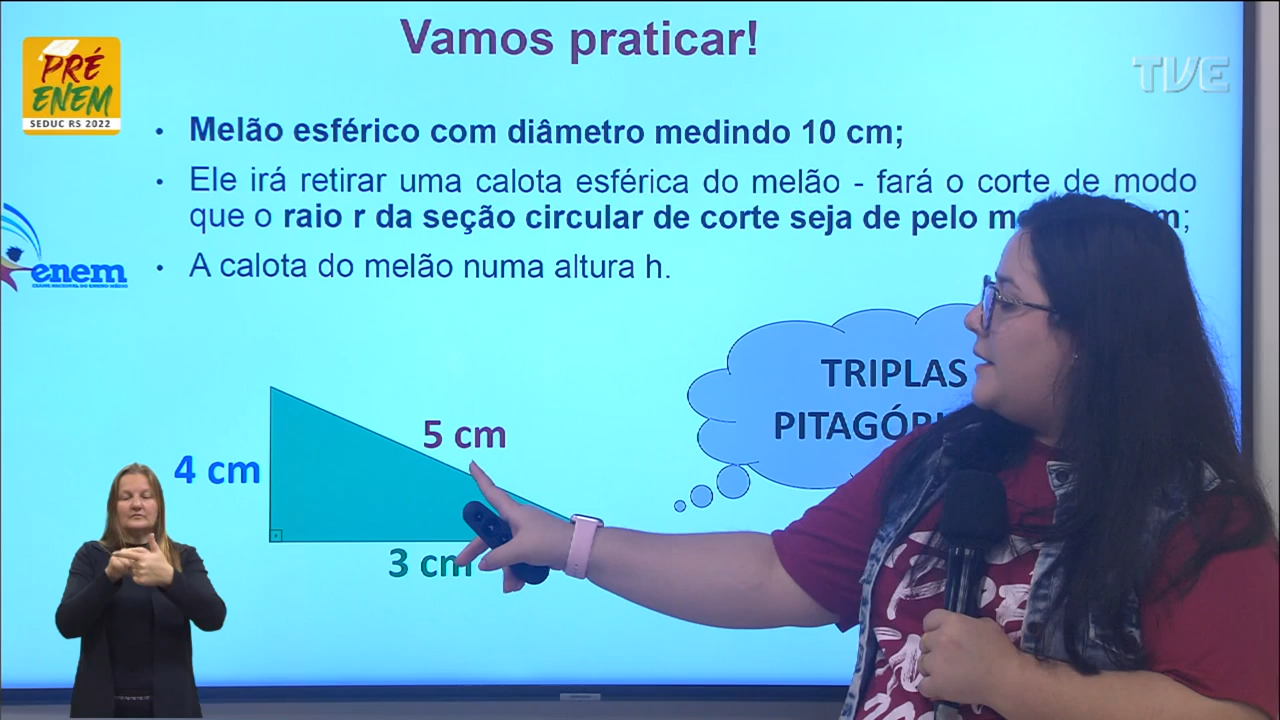 Vamos praticar!
PRÉ
ENEM
SEDUC RS 2022
TVE
• Melão esférico com diâmetro medindo 10 cm;
• Ele irá retirar uma calota esférica do melão - fará o corte de modo
que o raio r da seção circular de corte seja de pelo
enem
• A calota do melão numa altura h.
TRIPLAS
5 cm
4 cm
3 cm